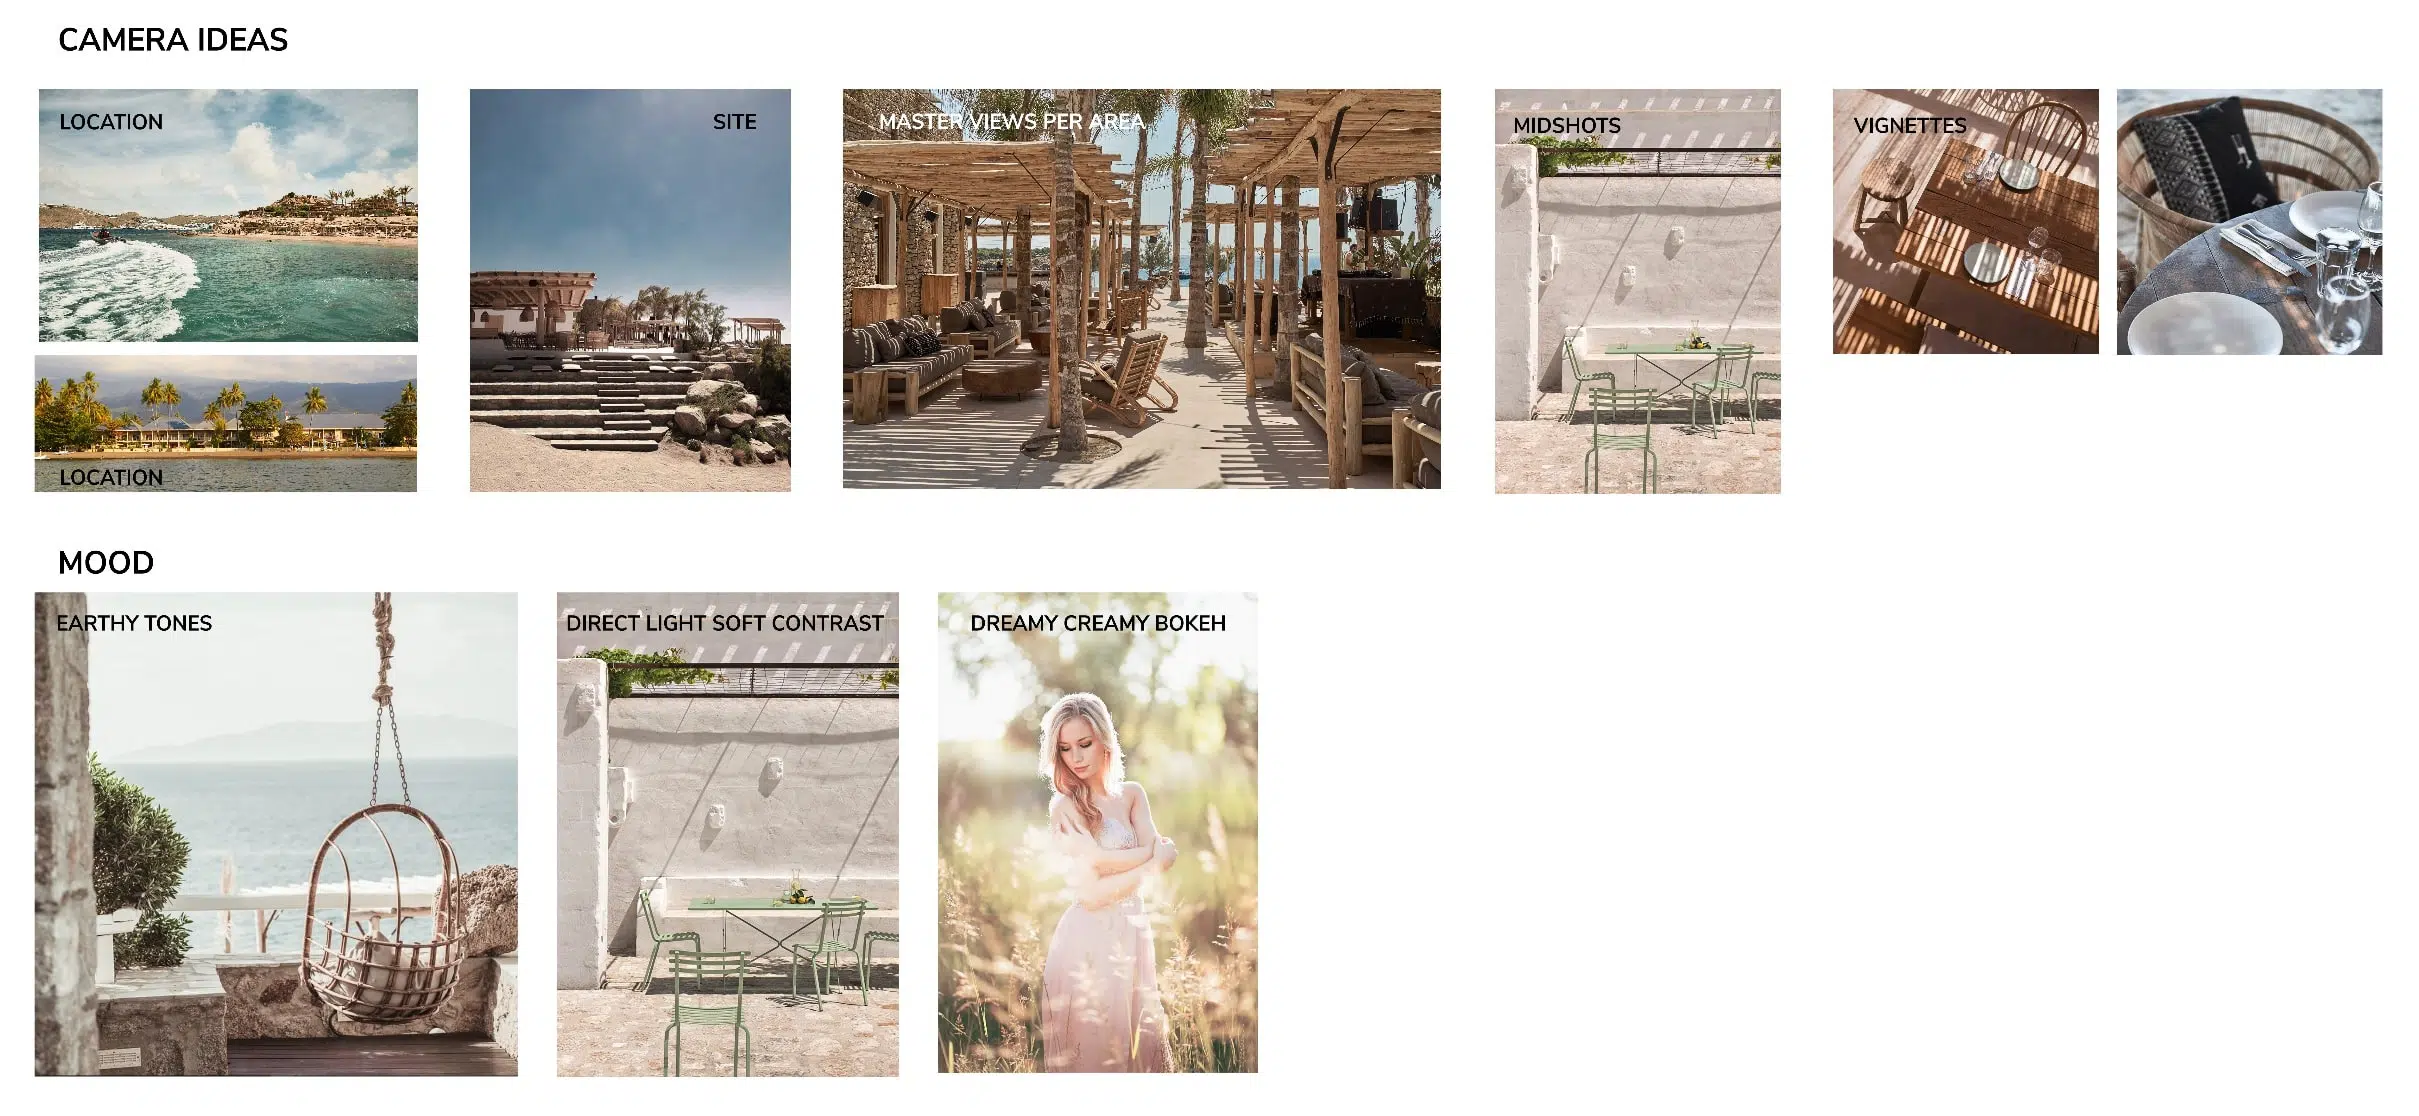 CAMERA IDEAS
LOCATION
SITE
MASTER VIEWS PER AREA
MIDSHOTS
VIGNETTES
LOCATION
MOOD
EARTHY TONES
DIRECT LIGHT SOFT CONTRAST
DREAMY CREAMY BOKEH